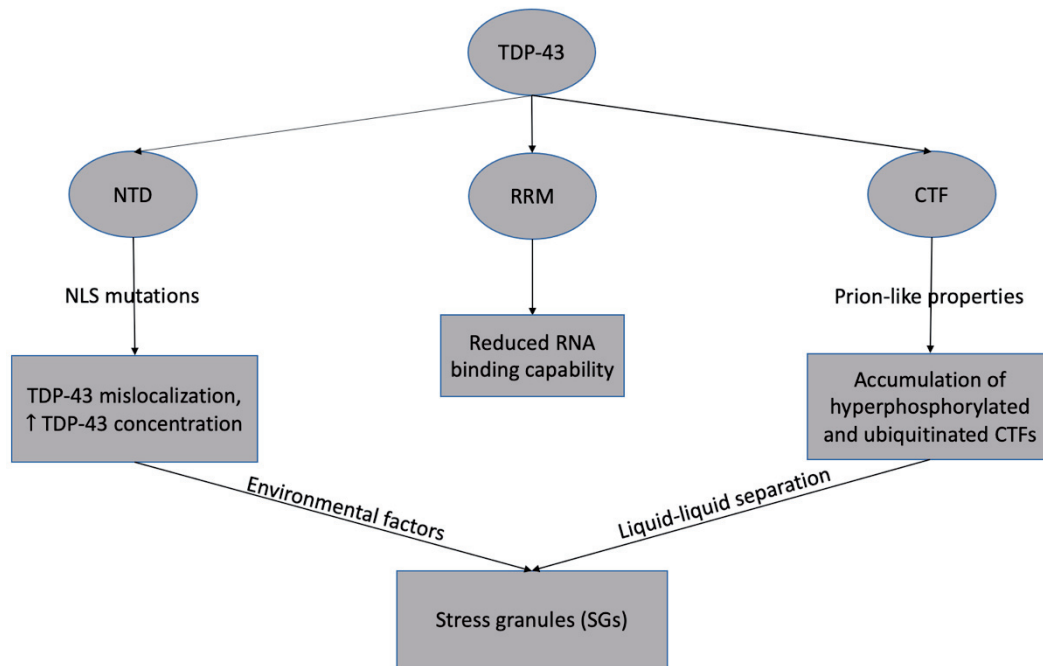 TDP-43
NTD
RRM
CTF
NLS mutations
Prion-like properties
Reduced RNA
binding capability
TDP-43 mislocalization,
↑ TDP-43 concentration
Accumulation of
hyperphosphorylated
and ubiquitinated CTFs
Environmental factors
Liquid-liquid separation
Stress granules (SGs)